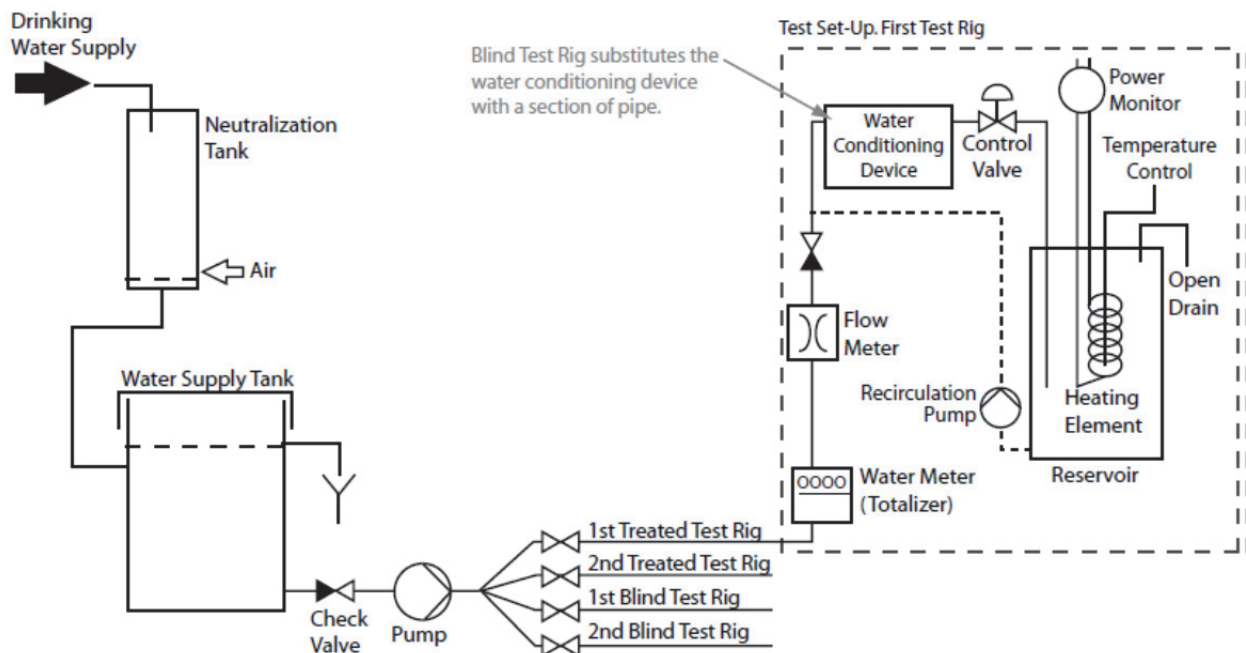 Drinking
Water Supply
Neutralization
Tank
Air
Water Supply Tank
Check
Valve
Pump
1st Treated Test Rig
2nd Treated Test Rig
1st Blind Test Rig
2nd Blind Test Rig
Blind Test Rig substitutes the
water conditioning device
with a section of pipe.
Test Set-Up. First Test Rig
Water
Conditioning
Device
Control
Valve
Power
Monitor
Temperature
Control
Open
Drain
Flow
Meter
Recirculation
Pump
Heating
Element
Reservoir
OOOO
Water Meter
(Totalizer)